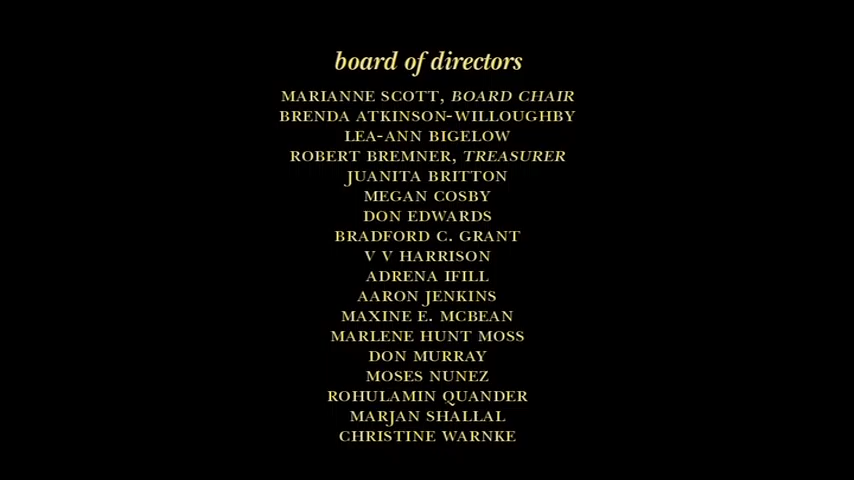 board of directors
MARIANNE SCOTT, BOARD CHAIR
BRENDA ATKINSON-WILLOUGHBY
LEA-ANN BIGELOW
ROBERT BREMNER, TREASURER
JUANITA BRITTON
MEGAN COSBY
DON EDWARDS
BRADFORD C. GRANT
V V HARRISON
ADRENA IFILL
AARON JENKINS
MAXINE E. MCBEAN
MARLENE HUNT MOSS
DON MURRAY
MOSES NUNEZ
ROHULAMIN QUANDER
MARJAN SHALLAL
CHRISTINE WARNKE